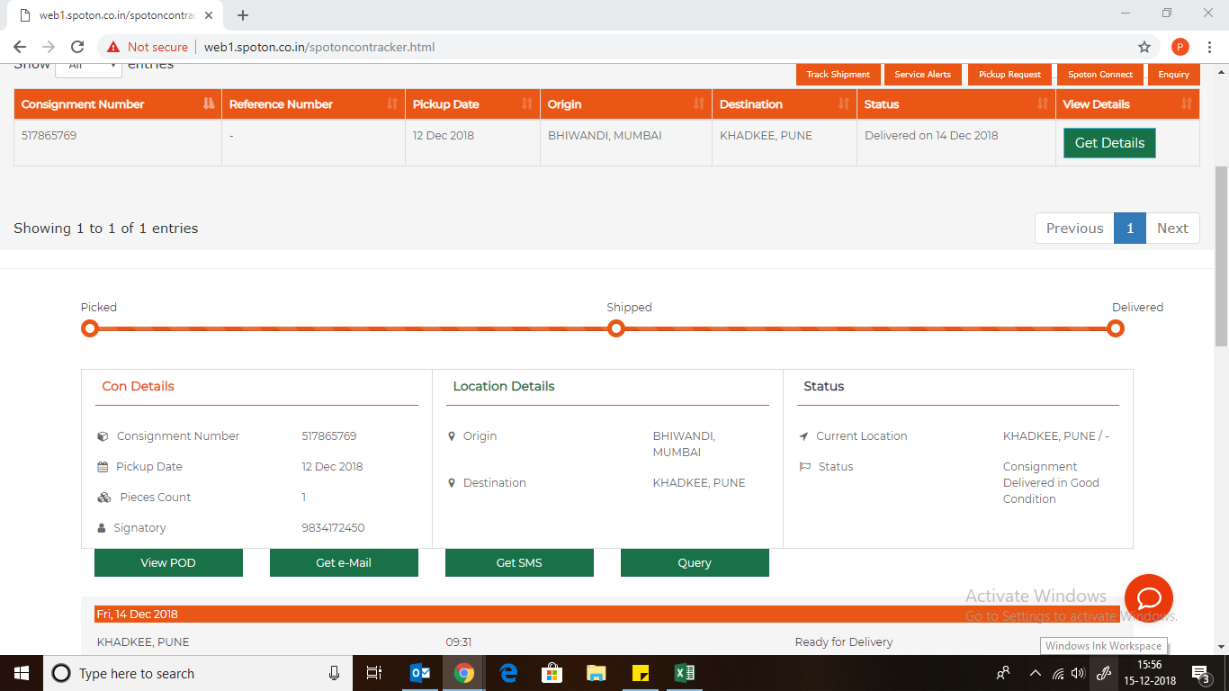 web1.spoton.co.in/spotoncontrac
Not secure web1.spoton.co.in/spotoncontracker.html
P
Show All entries
Track Shipment Service Alerts Pickup Request Spoton Connect Enquiry
Consignment Number Reference Number Pickup Date Origin Destination Status View Details
517865769 - 12 Dec 2018 BHIWANDI, MUMBAI KHADKEE, PUNE Delivered on 14 Dec 2018 Get Details
Showing 1 to 1 of 1 entries
Previous 1 Next
Picked Shipped Delivered
Con Details
Consignment Number 517865769
Pickup Date 12 Dec 2018
Pieces Count 1
Signatory 9834172450
Location Details
Origin BHIWANDI,
MUMBAI
Destination KHADKEE, PUNE
Status
Current Location KHADKEE, PUNE / -
Status Consignment
Delivered in Good
Condition
View POD Get e-Mail Get SMS Query
Activate Windows
Go to Settings to activate Windows.
Fri, 14 Dec 2018
KHADKEE, PUNE 09:31 Ready for Delivery
Windows Ink Workspace
Type here to search
15:56
15-12-2018
3